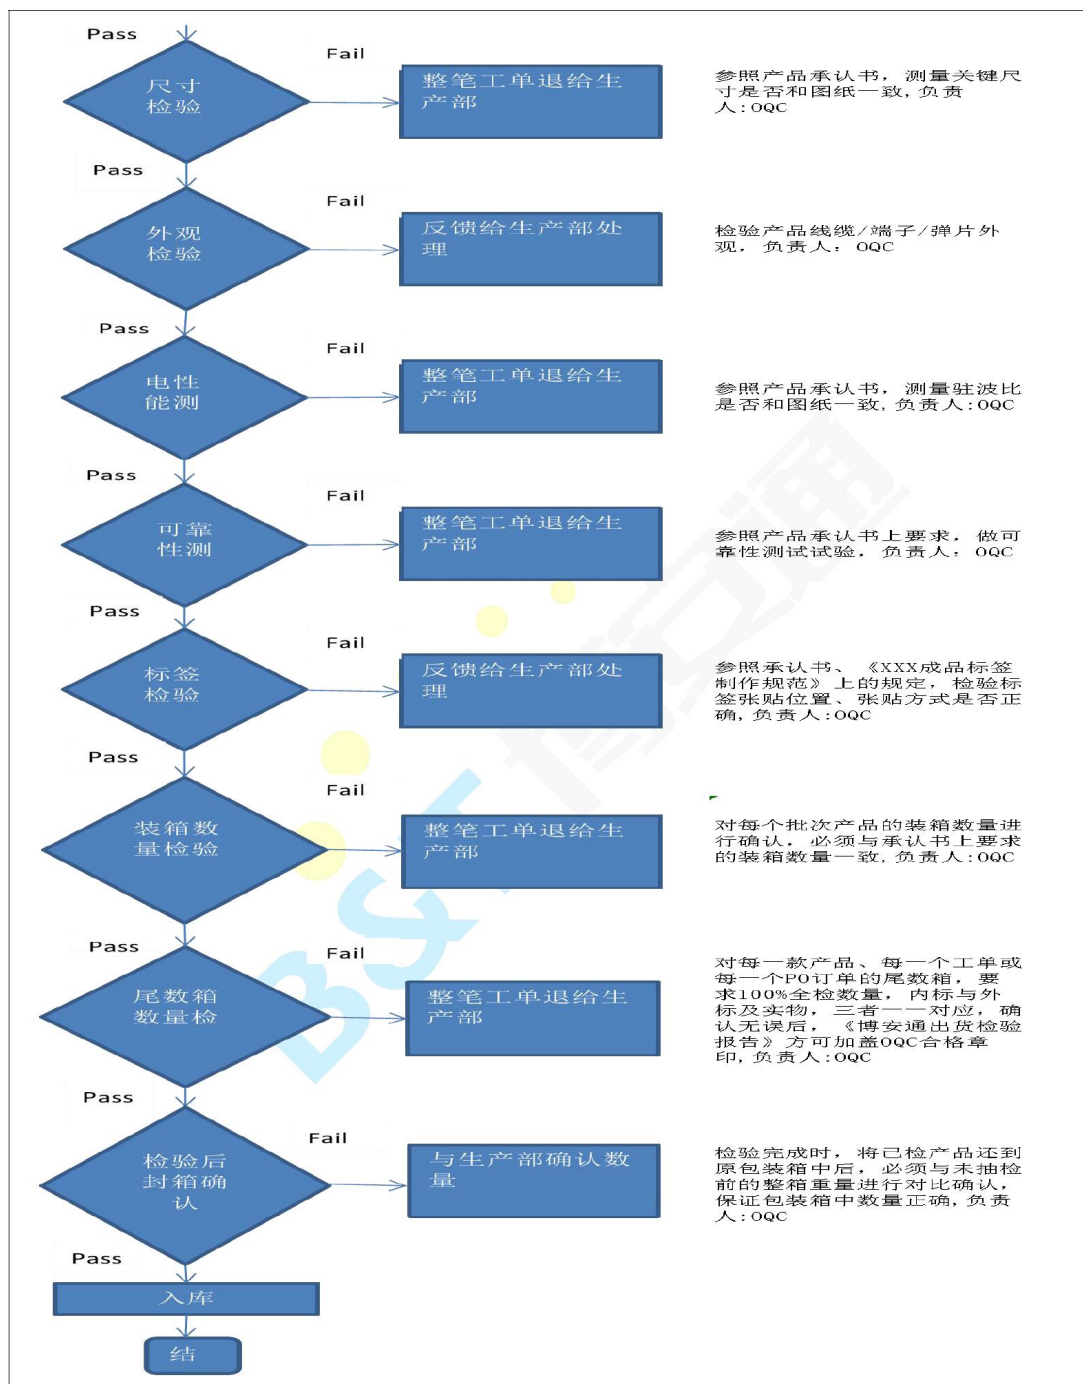 Pass
Fail
尺寸
检验
整笔工单退给生
产部
参照产品承认书，测量关键尺
寸是否和图纸一致,负责
人:OQC
Pass
Fail
外观
检验
反馈给生产部处
理
检验产品线缆/端子/弹片外
观，负责人：OQC
Pass
Fail
电性
能测
整笔工单退给生
产部
参照产品承认书，测量驻波比
是否和图纸一致,负责人:OQC
Pass
Fail
可靠
性测
整笔工单退给生
产部
参照产品承认书上要求，做可
靠性测试试验，负责人：OQC
Pass
Fail
标签
检验
反馈给生产部处
理
参照承认书、《XXX成品标签
制作规范》上的规定，检验标
签张贴位置、张贴方式是否正
确,负责人:OQC
Pass
Fail
装箱数
量检验
整笔工单退给生
产部
对每个批次产品的装箱数量进
行确认，必须与承认书上要求
的装箱数量一致,负责人:OQC
Pass
Fail
尾数箱
数量检
整笔工单退给生
产部
对每一款产品、每一个工单或
每一个PO订单的尾数箱，要
求100%全检数量，内标与外
标及实物，三者一一对应，确
认无误后，《博安通出货检验
报告》方可加盖OQC合格章
印,负责人:OQC
Pass
Fail
检验后
封箱确
认
与生产部确认数
量
检验完成时，将已检产品还到
原包装箱中后，必须与未抽检
前的整箱重量进行对比确认，
保证包装箱中数量正确,负责
人:OQC
Pass
入库
结
B&T 博安通